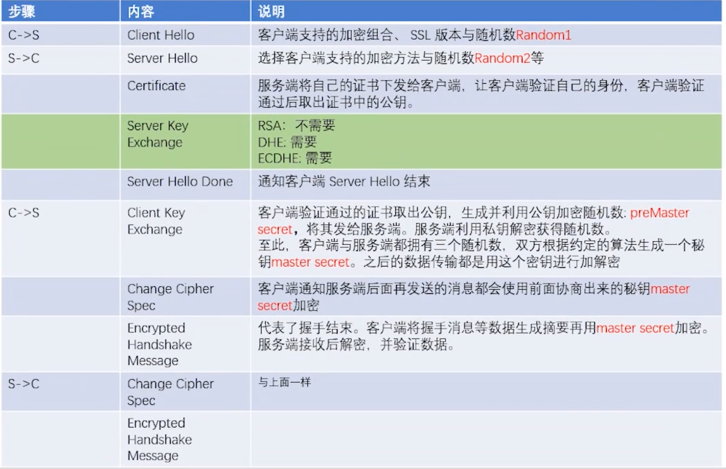 步骤 内容 说明
C->S Client Hello 客户端支持的加密组合、 SSL 版本与随机数Random1
S->C Server Hello 选择客户端支持的加密方法与随机数Random2等
Certificate 服务端将自己的证书下发给客户端，让客户端验证自己的身份，客户端验证
通过后取出证书中的公钥。
Server Key
Exchange
RSA：不需要
DHE: 需要
ECDHE: 需要
Server Hello Done 通知客户端 Server Hello 结束
C->S Client Key
Exchange
客户端验证通过的证书取出公钥，生成并利用公钥加密随机数: preMaster
secret，将其发给服务端。服务端利用私钥解密获得随机数。
至此，客户端与服务端都拥有三个随机数，双方根据约定的算法生成一个秘
钥master secret。之后的数据传输都是用这个密钥进行加解密
Change Cipher
Spec
客户端通知服务端后面再发送的消息都会使用前面协商出来的秘钥master
secret加密
Encrypted
Handshake
Message
代表了握手结束。客户端将握手消息等数据生成摘要再用master secret加密。
服务端接收后解密，并验证数据。
S->C Change Cipher
Spec
与上面一样
Encrypted
Handshake
Message